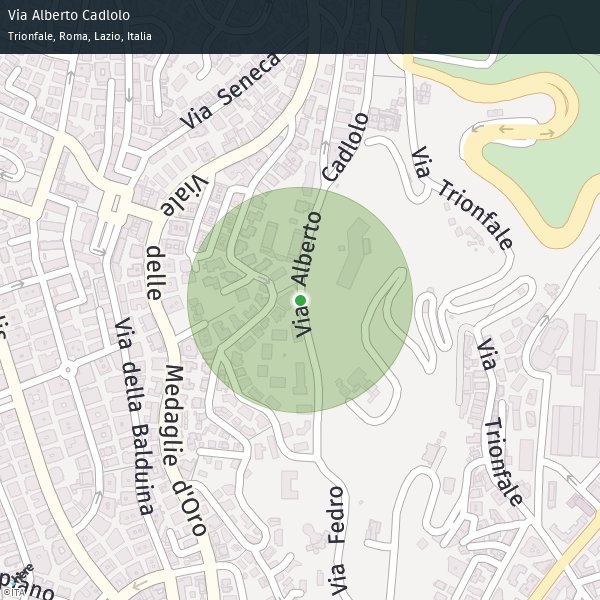 Via Alberto Cadlolo
Trionfale, Roma, Lazio, Italia
Via Seneca
Viale
delle
Medaglie d'Oro
Via Alberto Cadlolo
Via Trionfale
Via della Balduina
Via Trionfale
Via Fedro
here
©ITA